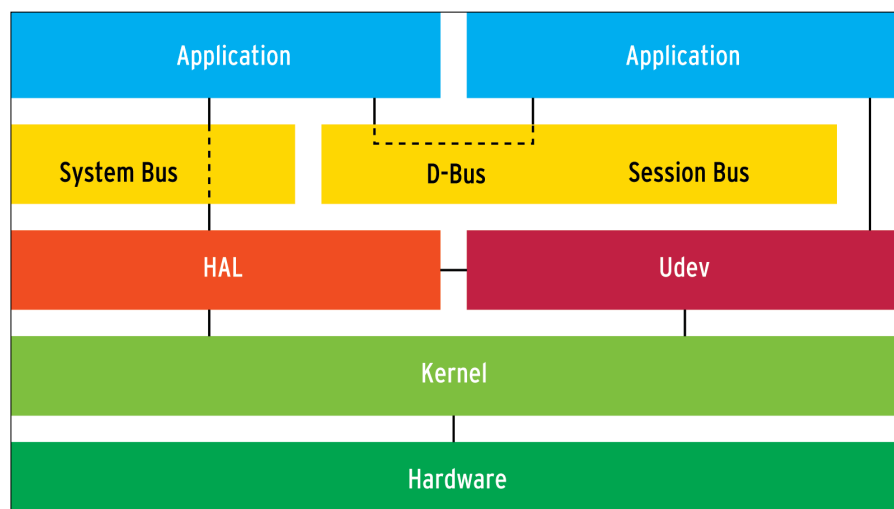 Application
Application
System Bus
D-Bus
Session Bus
HAL
Udev
Kernel
Hardware